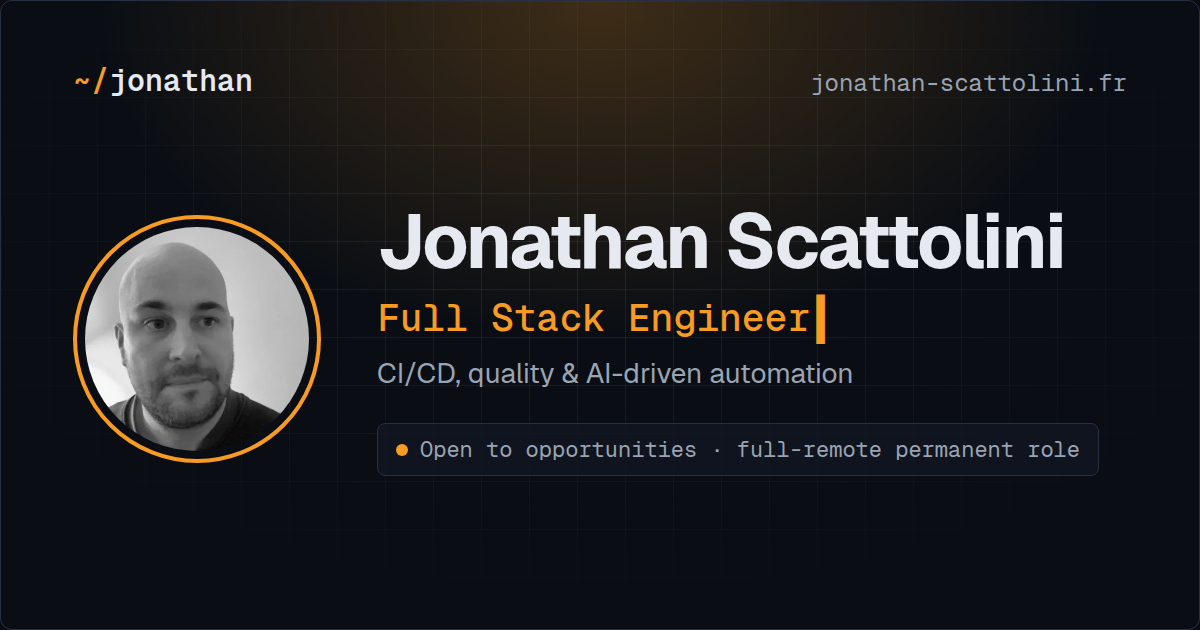 ~/jonathan
jonathan-scattolini.fr
Jonathan Scattolini
Full Stack Engineer
CI/CD, quality & AI-driven automation
Open to opportunities · full-remote permanent role